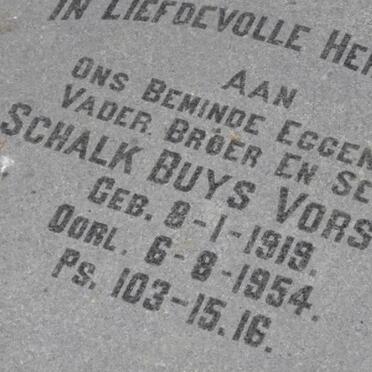 IN LIEFDEVOLLE HER
AAN
ONS BEMINDE EGGEN
VADER, BROER EN SE
SCHALK BUYS VORS
GEB. 8-1-1919.
OORL. 6-8-1954.
PS. 103-15.16.